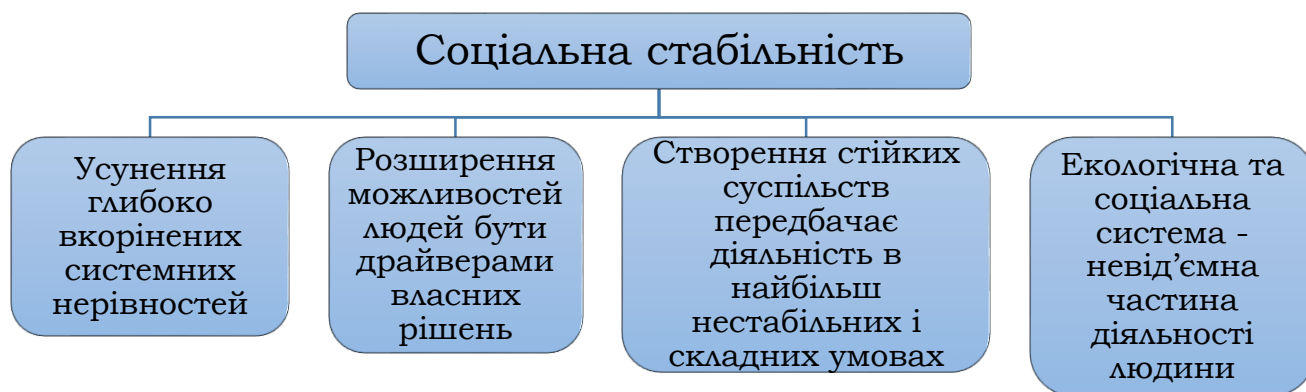 Соціальна стабільність
Усунення
глибоко
вкорінених
системних
нерівностей
Розширення
можливостей
людей бути
драйверами
власних
рішень
Створення стійких
суспільств
передбачає
діяльність в
найбільш
нестабільних і
складних умовах
Екологічна та
соціальна
система -
невід’ємна
частина
діяльності
людини